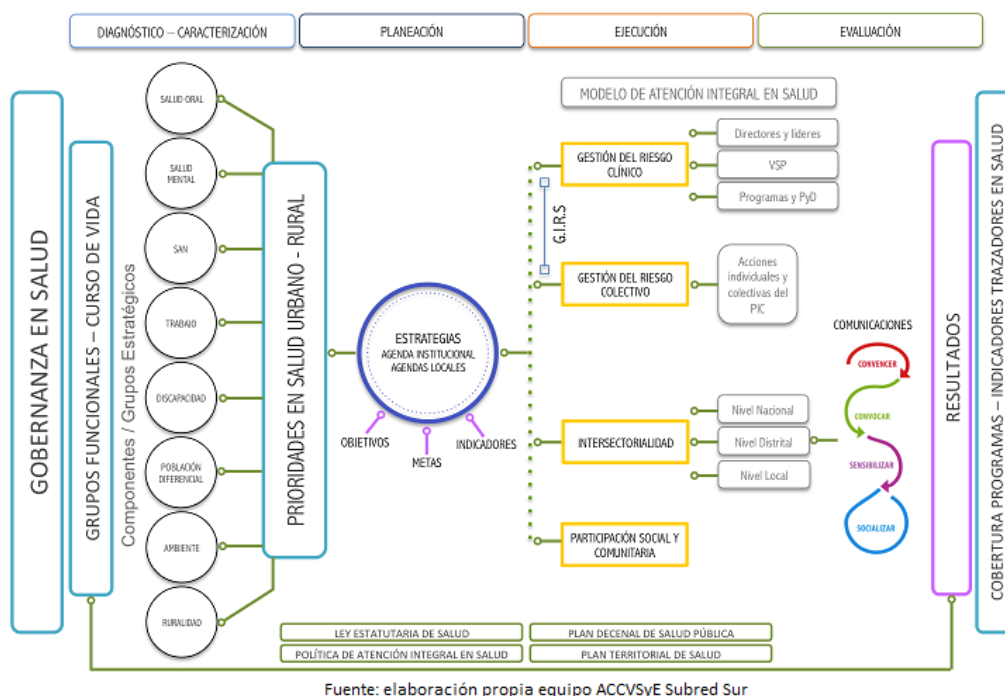 DIAGNÓSTICO – CARACTERIZACIÓN
PLANEACIÓN
EJECUCIÓN
EVALUACIÓN
GOBERNANZA EN SALUD
GRUPOS FUNCIONALES – CURSO DE VIDA
Componentes / Grupos Estratégicos
SALUD ORAL
SALUD
MENTAL
SAN
TRABAJO
DISCAPACIDAD
POBLACIÓN
DIFERENCIAL
AMBIENTE
RURALIDAD
PRIORIDADES EN SALUD URBANO - RURAL
ESTRATEGIAS
AGENDA INSTITUCIONAL
AGENDAS LOCALES
OBJETIVOS
METAS
INDICADORES
MODELO DE ATENCIÓN INTEGRAL EN SALUD
GESTIÓN DEL RIESGO
CLÍNICO
Directores y líderes
VSP
Programas y PyD
G.I.R.S
GESTIÓN DEL RIESGO
COLECTIVO
Acciones
individuales y
colectivas del
PIC
INTERSECTORIALIDAD
Nivel Nacional
Nivel Distrital
Nivel Local
PARTICIPACIÓN SOCIAL Y
COMUNITARIA
COMUNICACIONES
CONVENCER
CONVOCAR
SENSIBILIZAR
SOCIALIZAR
RESULTADOS
COBERTURA PROGRAMAS – INDICADORES TRAZADORES EN SALUD
LEY ESTATUTARIA DE SALUD
PLAN DECENAL DE SALUD PÚBLICA
POLÍTICA DE ATENCIÓN INTEGRAL EN SALUD
PLAN TERRITORIAL DE SALUD
Fuente: elaboración propia equipo ACCVSyE Subred Sur